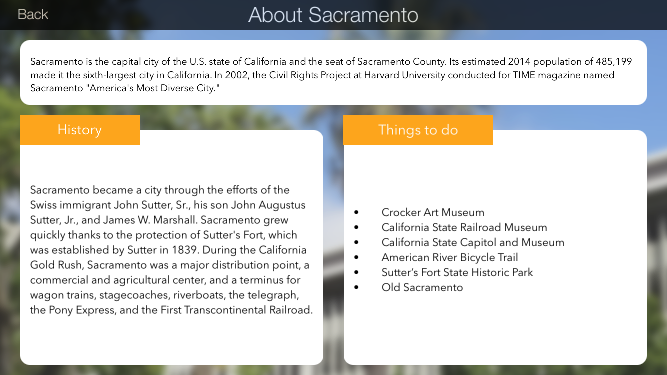 Back
About Sacramento
Sacramento is the capital city of the U.S. state of California and the seat of Sacramento County. Its estimated 2014 population of 485,199
made it the sixth-largest city in California. In 2002, the Civil Rights Project at Harvard University conducted for TIME magazine named
Sacramento "America's Most Diverse City."
History
Sacramento became a city through the efforts of the
Swiss immigrant John Sutter, Sr., his son John Augustus
Sutter, Jr., and James W. Marshall. Sacramento grew
quickly thanks to the protection of Sutter's Fort, which
was established by Sutter in 1839. During the California
Gold Rush, Sacramento was a major distribution point, a
commercial and agricultural center, and a terminus for
wagon trains, stagecoaches, riverboats, the telegraph,
the Pony Express, and the First Transcontinental Railroad.
Things to do
• Crocker Art Museum
• California State Railroad Museum
• California State Capitol and Museum
• American River Bicycle Trail
• Sutter's Fort State Historic Park
• Old Sacramento